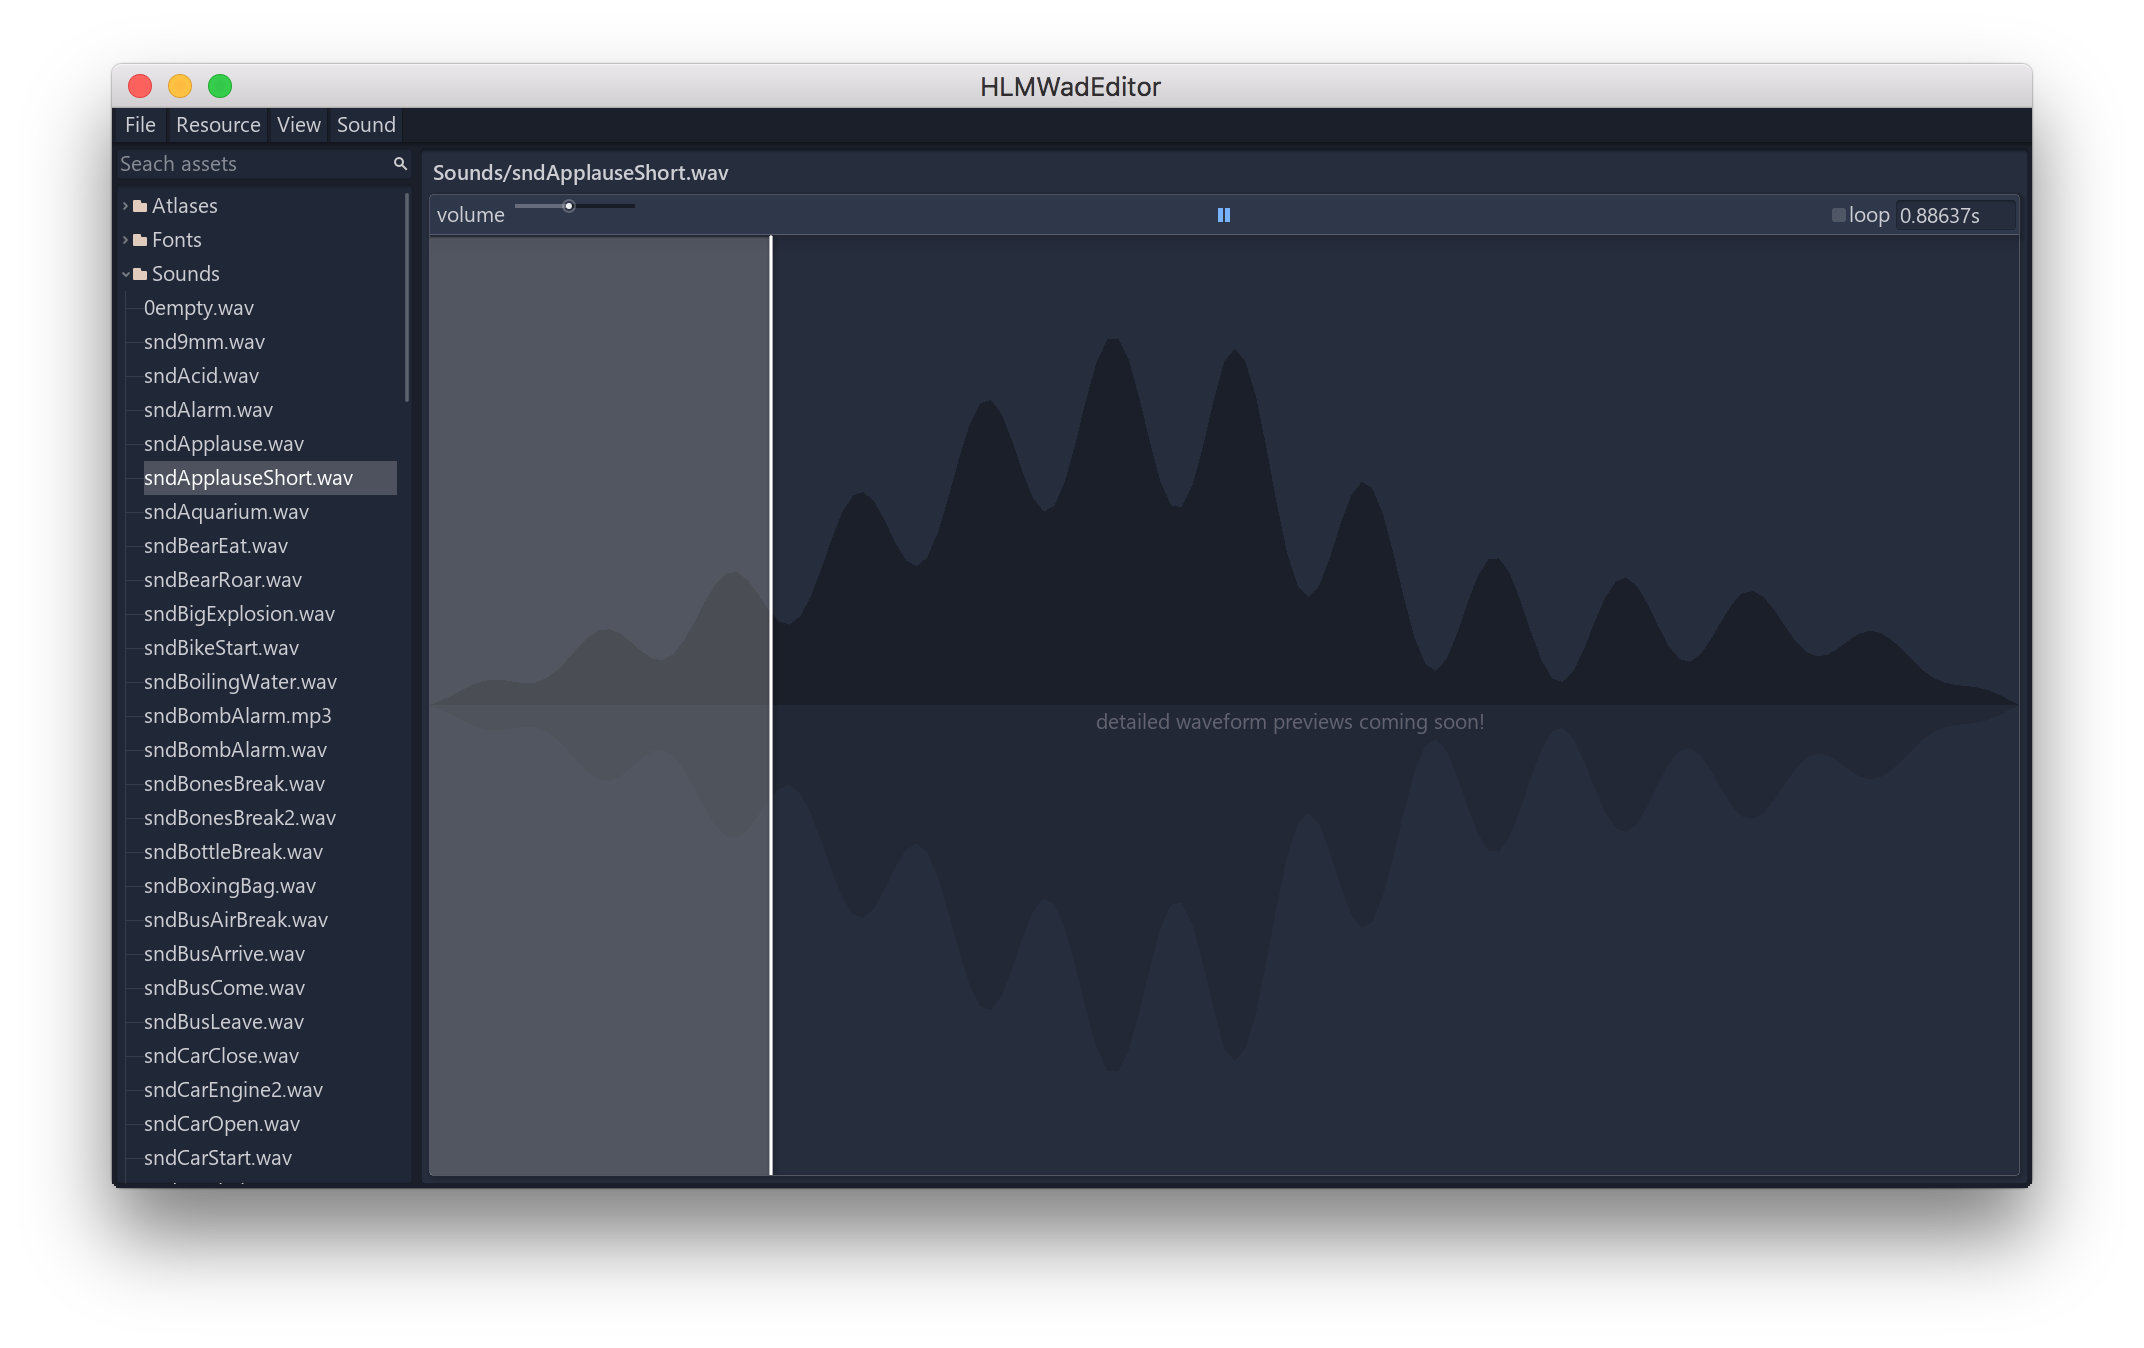 HLMWadEditor
File Resource View Sound
Seach assets
Atlases
Fonts
Sounds
0empty.wav
snd9mm.wav
sndAcid.wav
sndAlarm.wav
sndApplause.wav
sndApplauseShort.wav
sndAquarium.wav
sndBearEat.wav
sndBearRoar.wav
sndBigExplosion.wav
sndBikeStart.wav
sndBoilingWater.wav
sndBombAlarm.mp3
sndBombAlarm.wav
sndBonesBreak.wav
sndBonesBreak2.wav
sndBottleBreak.wav
sndBoxingBag.wav
sndBusAirBreak.wav
sndBusArrive.wav
sndBusCome.wav
sndBusLeave.wav
sndCarClose.wav
sndCarEngine2.wav
sndCarOpen.wav
sndCarStart.wav
Sounds/sndApplauseShort.wav
volume loop 0.88637s
detailed waveform previews coming soon!